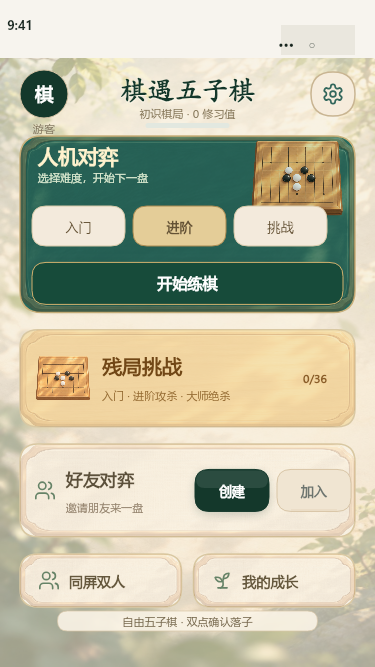 9:41
棋
棋遇五子棋
初识棋局 · 0 修习值
游客
人机对弈
选择难度，开始下一盘
入门
进阶
挑战
开始练棋
残局挑战
入门 · 进阶攻杀 · 大师绝杀
0/36
好友对弈
邀请朋友来一盘
创建
加入
同屏双人
我的成长
自由五子棋 · 双点确认落子